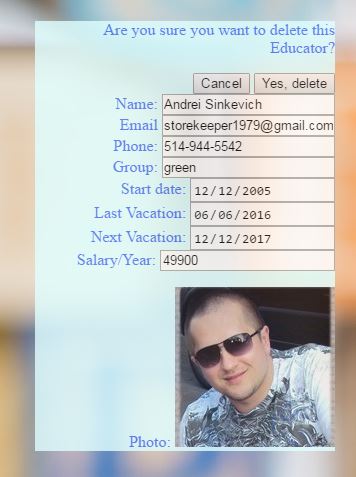 Are you sure you want to delete this
Educator?
Cancel Yes, delete
Name: Andrei Sinkevich
Email storekeeper1979@gmail.com
Phone: 514-944-5542
Group: green
Start date: 12/12/2005
Last Vacation: 06/06/2016
Next Vacation: 12/12/2017
Salary/Year: 49900
Photo: